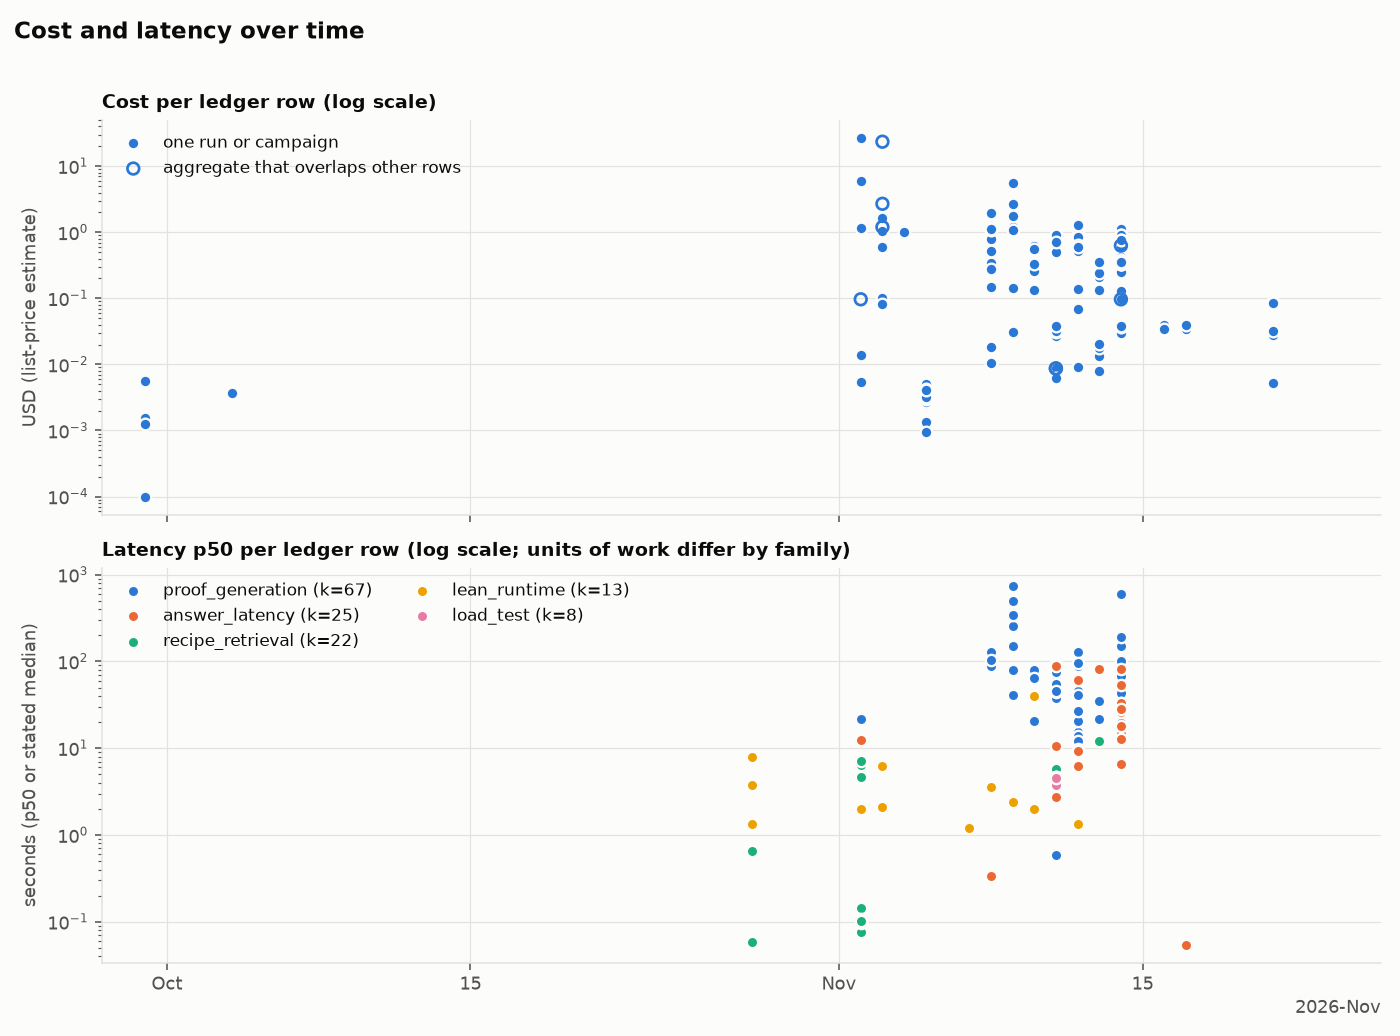 Cost and latency over time
Cost per ledger row (log scale)
one run or campaign
aggregate that overlaps other rows
10¹
10⁰
10⁻¹
10⁻²
10⁻³
10⁻⁴
USD (list-price estimate)
Latency p50 per ledger row (log scale; units of work differ by family)
proof_generation (k=67)
answer_latency (k=25)
recipe_retrieval (k=22)
lean_runtime (k=13)
load_test (k=8)
10³
10²
10¹
10⁰
10⁻¹
seconds (p50 or stated median)
Oct
15
Nov
15
2026-Nov